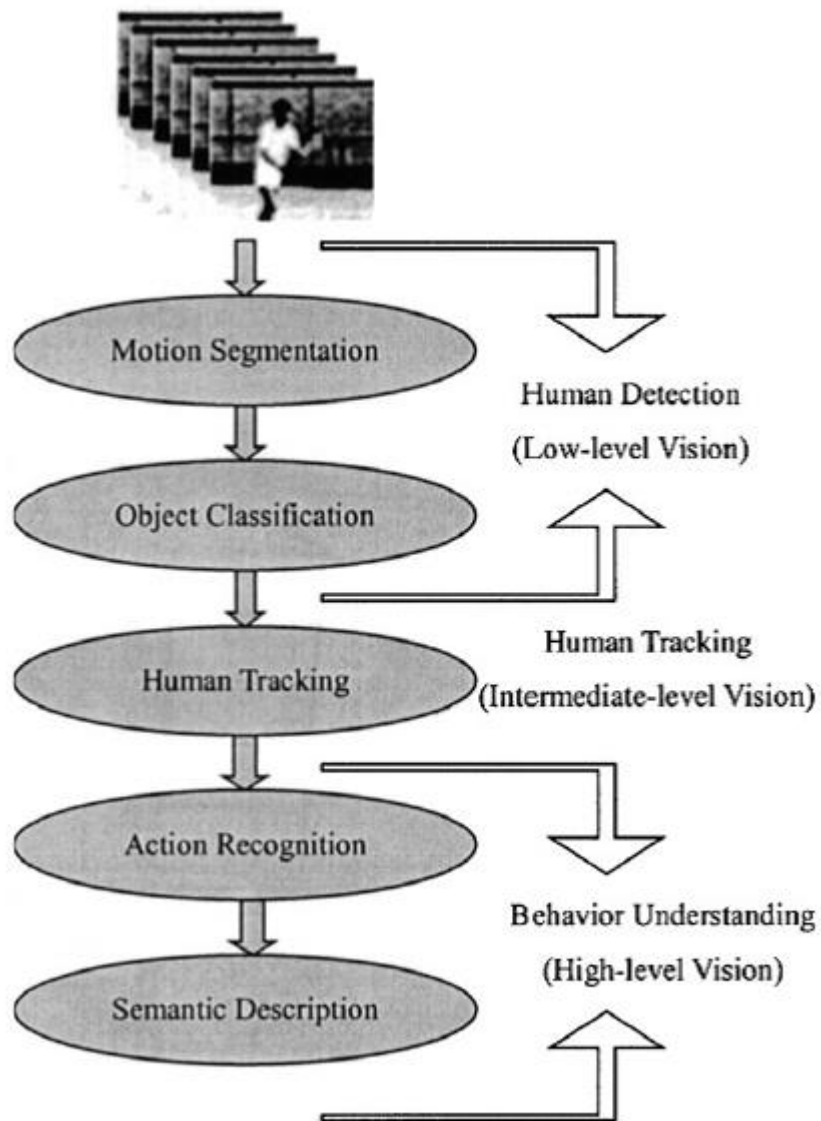 Motion Segmentation
Human Detection
(Low-level Vision)
Object Classification
Human Tracking
(Intermediate-level Vision)
Human Tracking
Action Recognition
Behavior Understanding
(High-level Vision)
Semantic Description